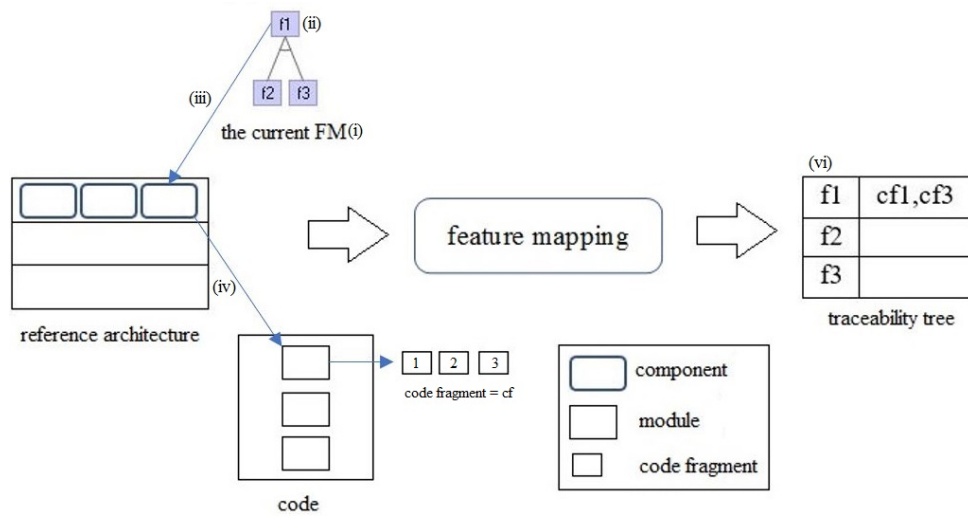 f1 (ii)
f2 f3
(iii)
the current FM(i)
(vi)
f1 cf1,cf3
f2
f3
traceability tree
feature mapping
(iv)
reference architecture
1 2 3
code fragment = cf
code
component
module
code fragment